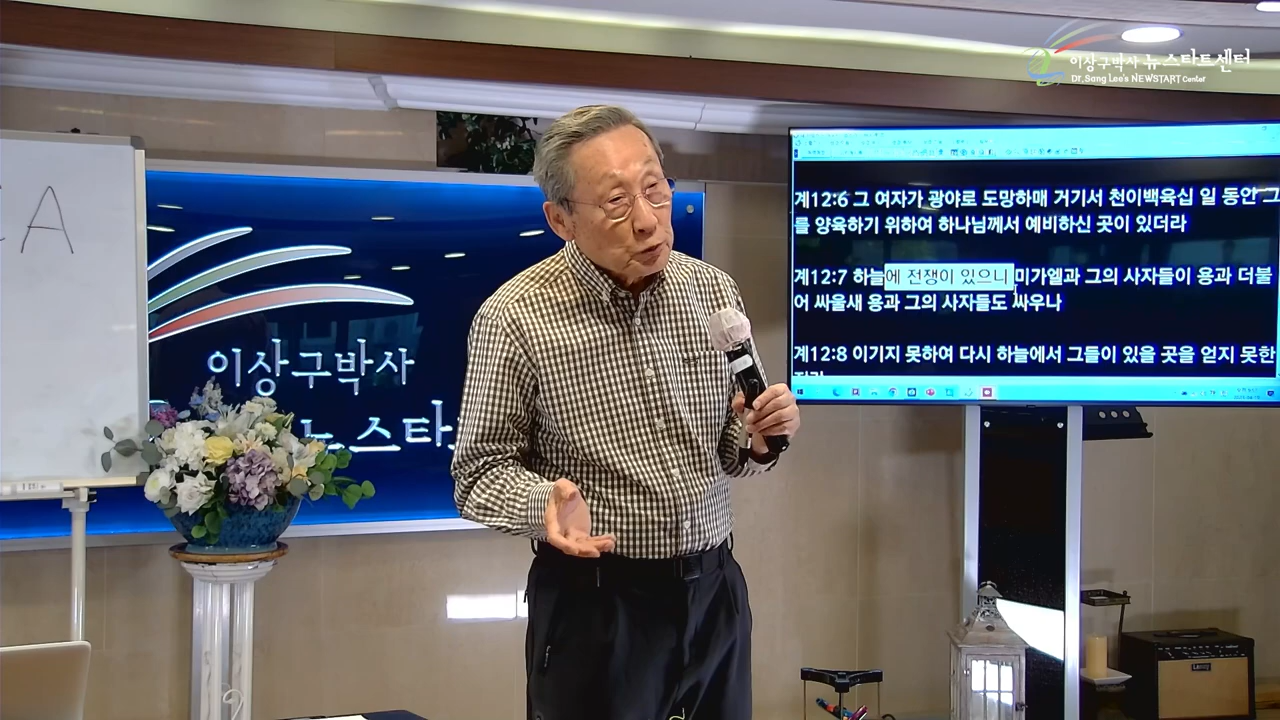 이상구박사 뉴스타트센터
Dr. Sang Lee's NEWSTART Center
A
이상구박사
뉴스타
계12:6 그 여자가 광야로 도망하매 거기서 천이백육십 일 동안 그
를 양육하기 위하여 하나님께서 예비하신 곳이 있더라
계12:7 하늘에 전쟁이 있으니 미가엘과 그의 사자들이 용과 더불
어 싸울새 용과 그의 사자들도 싸우나
계12:8 이기지 못하여 다시 하늘에서 그들이 있을 곳을 얻지 못한
Laney